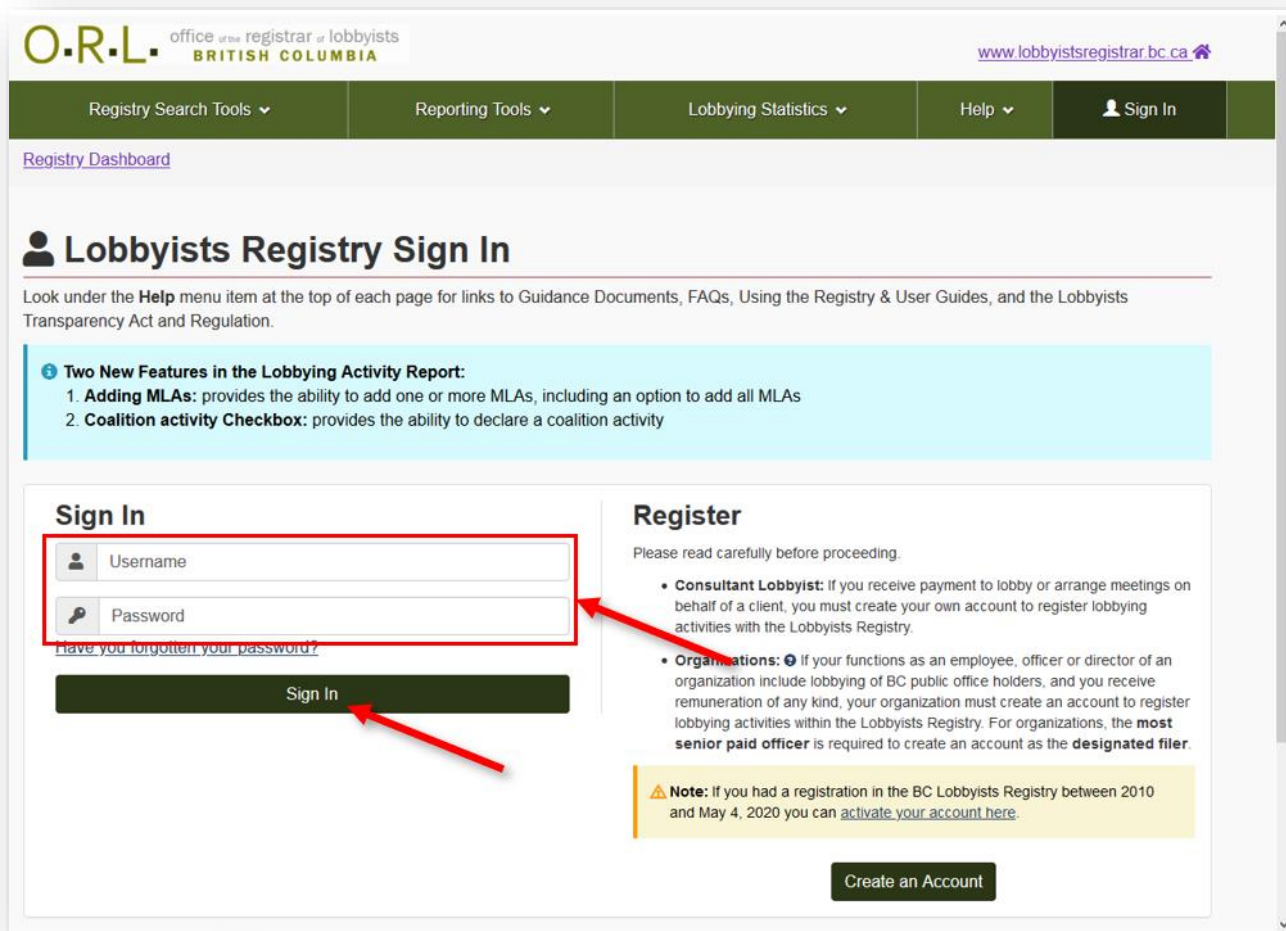 O.R.L. office of the registrar of lobbyists
BRITISH COLUMBIA
www.lobbyistsregistrar.bc.ca
Registry Search Tools Reporting Tools Lobbying Statistics Help Sign In
Registry Dashboard
Lobbyists Registry Sign In
Look under the Help menu item at the top of each page for links to Guidance Documents, FAQs, Using the Registry & User Guides, and the Lobbyists
Transparency Act and Regulation.
Two New Features in the Lobbying Activity Report:
1. Adding MLAs: provides the ability to add one or more MLAs, including an option to add all MLAs
2. Coalition activity Checkbox: provides the ability to declare a coalition activity
Sign In
Username
Password
Have you forgotten your password?
Sign In
Register
Please read carefully before proceeding.
• Consultant Lobbyist: If you receive payment to lobby or arrange meetings on
behalf of a client, you must create your own account to register lobbying
activities with the Lobbyists Registry.
• Organizations: If your functions as an employee, officer or director of an
organization include lobbying of BC public office holders, and you receive
remuneration of any kind, your organization must create an account to register
lobbying activities within the Lobbyists Registry. For organizations, the most
senior paid officer is required to create an account as the designated filer.
Note: If you had a registration in the BC Lobbyists Registry between 2010
and May 4, 2020 you can activate your account here.
Create an Account